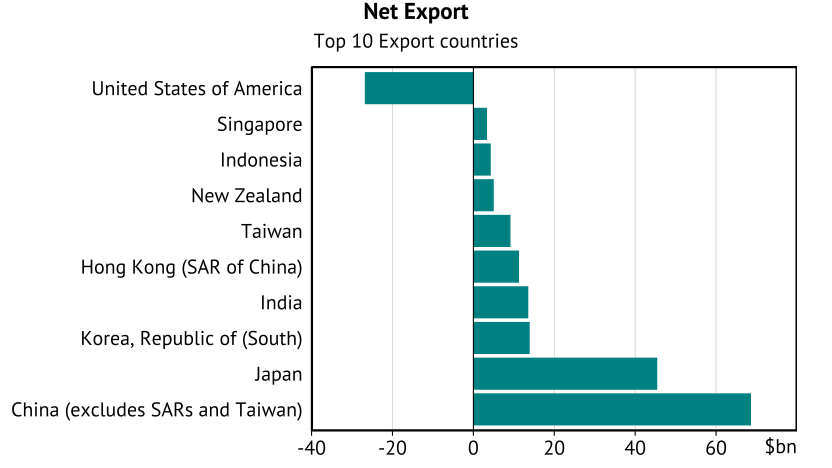 Net Export
Top 10 Export countries
United States of America
Singapore
Indonesia
New Zealand
Taiwan
Hong Kong (SAR of China)
India
Korea, Republic of (South)
Japan
China (excludes SARs and Taiwan)
-40 -20 0 20 40 60 $bn